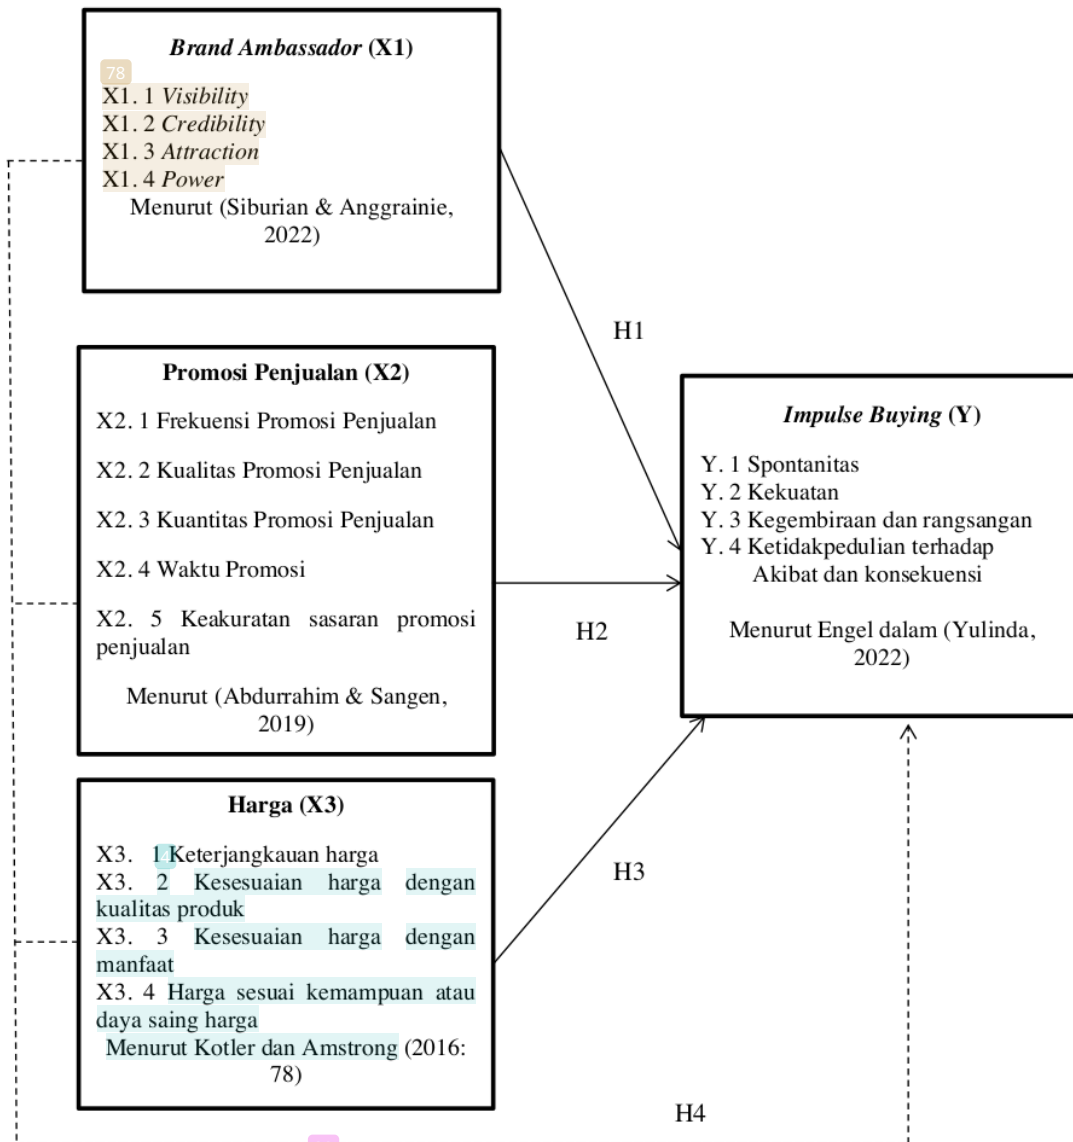 Brand Ambassador (X1)
78
X1. 1 Visibility
X1. 2 Credibility
X1. 3 Attraction
X1. 4 Power
Menurut (Siburian & Anggrainie,
2022)
H1
Promosi Penjualan (X2)
X2. 1 Frekuensi Promosi Penjualan
X2. 2 Kualitas Promosi Penjualan
X2. 3 Kuantitas Promosi Penjualan
X2. 4 Waktu Promosi
X2. 5 Keakuratan sasaran promosi
penjualan
Menurut (Abdurrahim & Sangen,
2019)
H2
Impulse Buying (Y)
Y. 1 Spontanitas
Y. 2 Kekuatan
Y. 3 Kegembiraan dan rangsangan
Y. 4 Ketidakpedulian terhadap
Akibat dan konsekuensi
Menurut Engel dalam (Yulinda,
2022)
Harga (X3)
X3. 1 Keterjangkauan harga
X3. 2 Kesesuaian harga dengan
kualitas produk
X3. 3 Kesesuaian harga dengan
manfaat
X3. 4 Harga sesuai kemampuan atau
daya saing harga
Menurut Kotler dan Amstrong (2016:
78)
H3
H4